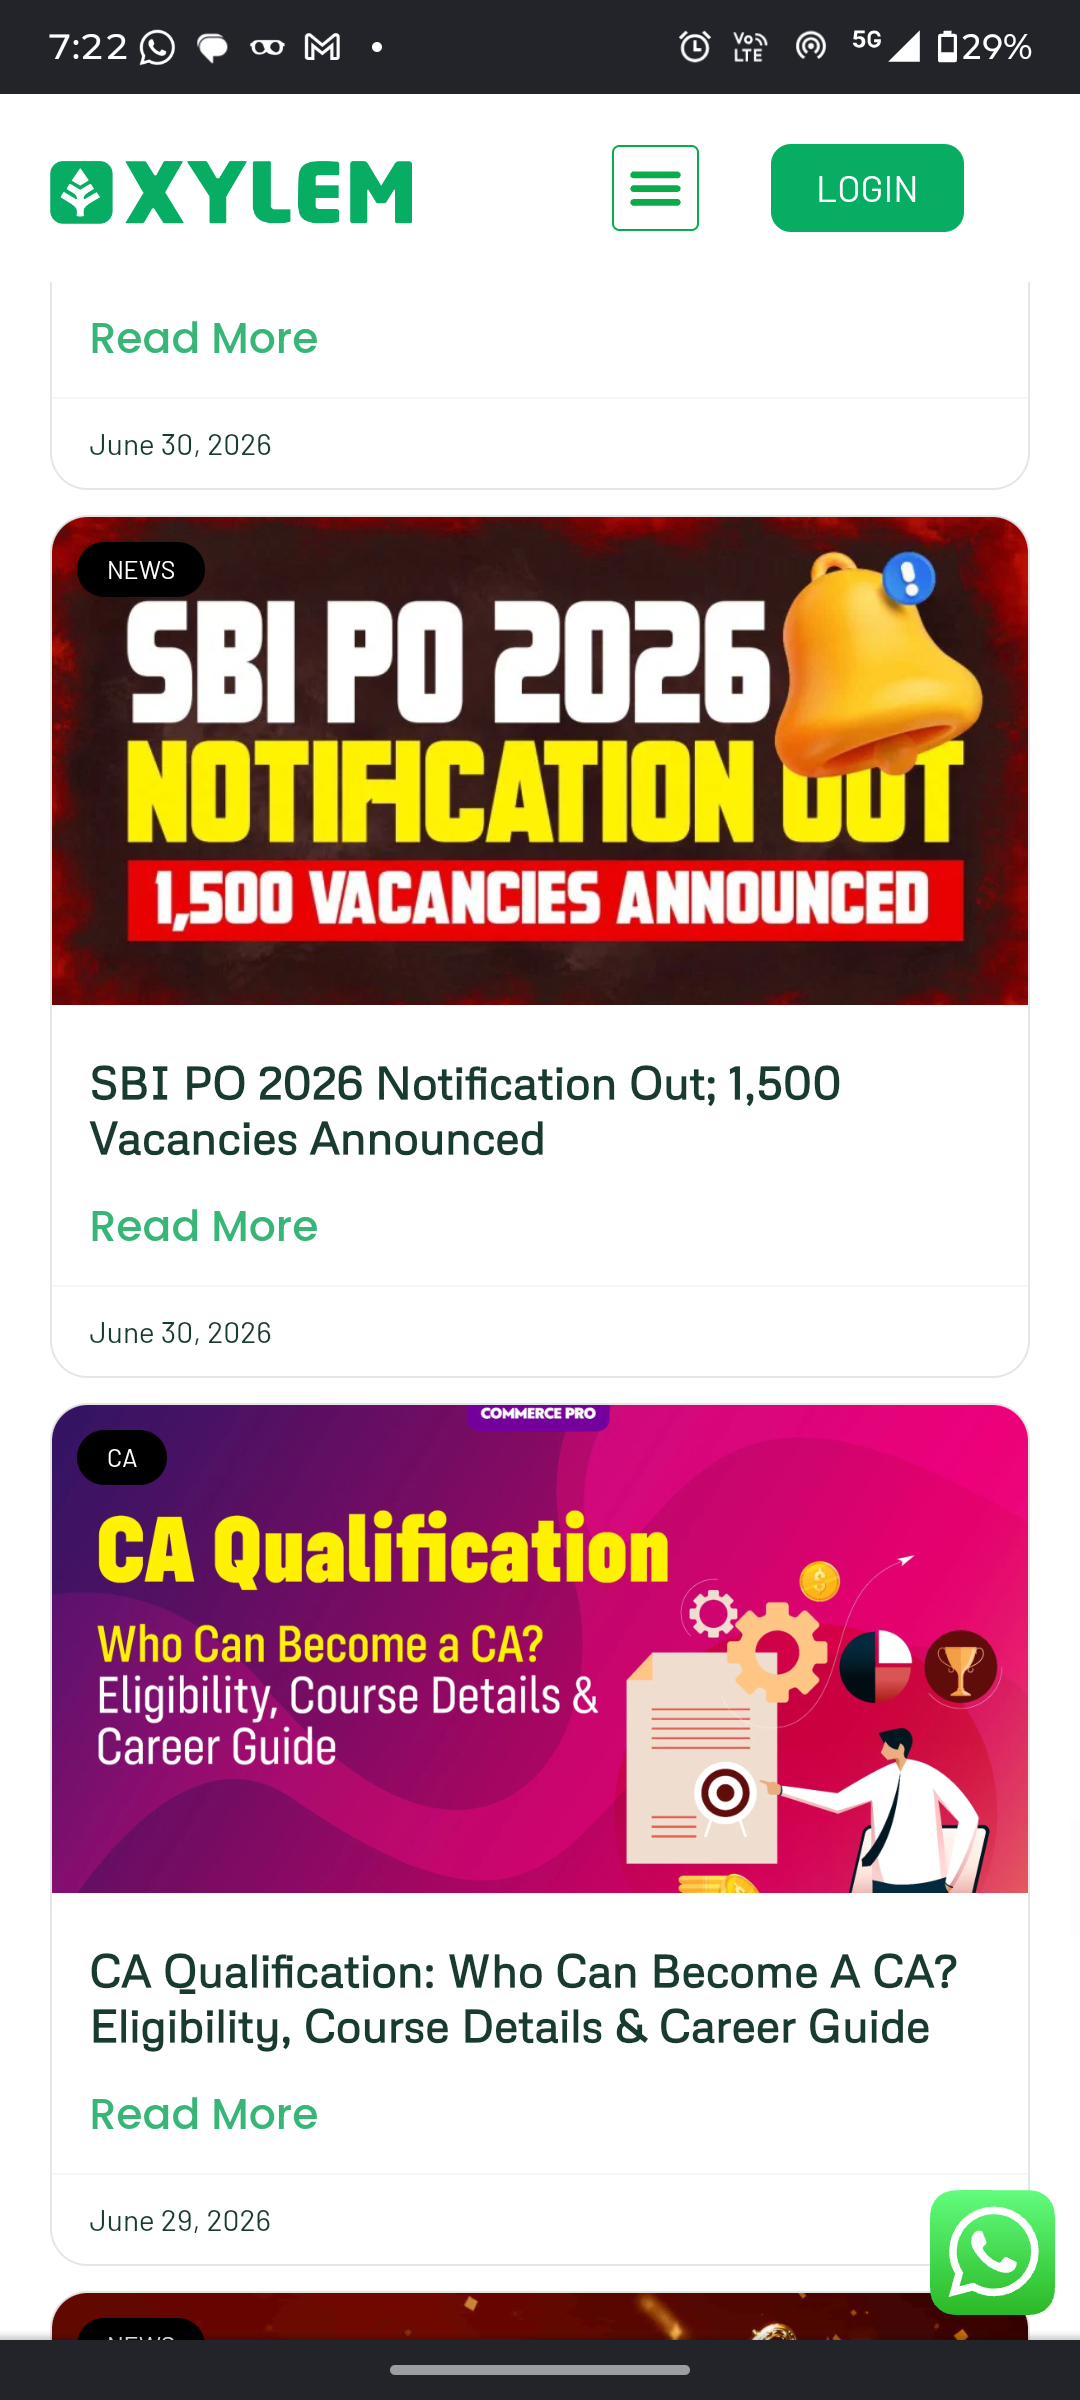 7:22
Vo LTE
5G
29%
XYLEM
LOGIN
Read More
June 30, 2026
NEWS
SBI PO 2026
NOTIFICATION OUT
1,500 VACANCIES ANNOUNCED
SBI PO 2026 Notification Out; 1,500
Vacancies Announced
Read More
June 30, 2026
COMMERCE PRO
CA
CA Qualification
Who Can Become a CA?
Eligibility, Course Details &
Career Guide
CA Qualification: Who Can Become A CA?
Eligibility, Course Details & Career Guide
Read More
June 29, 2026
NEWS